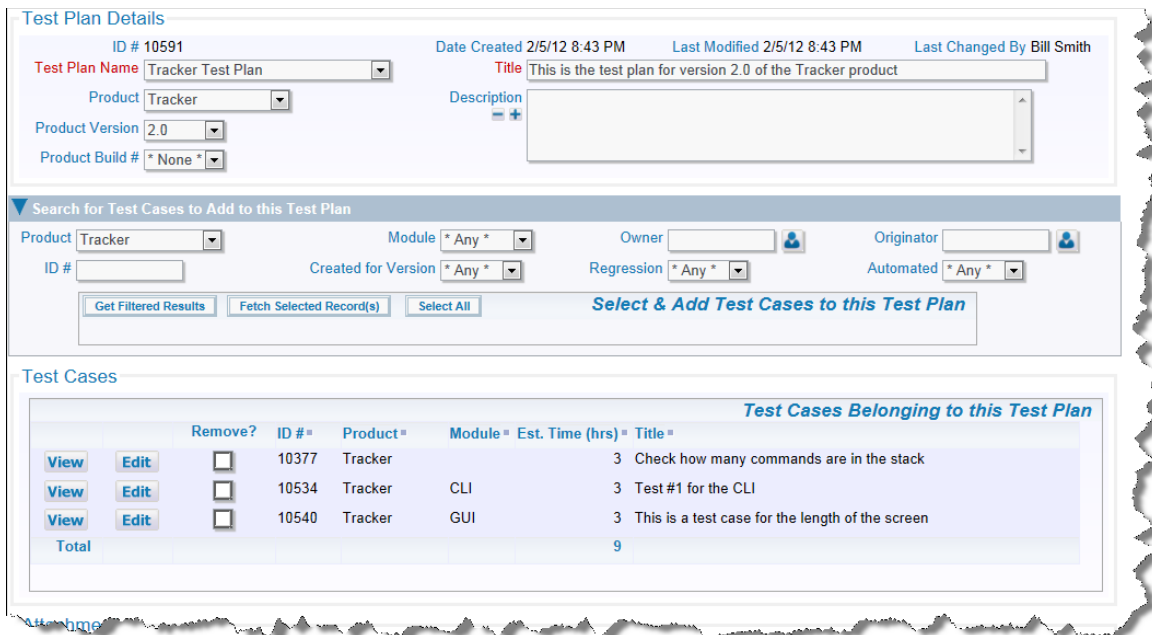 Test Plan Details
ID # 10591 Date Created 2/5/12 8:43 PM Last Modified 2/5/12 8:43 PM Last Changed By Bill Smith
Test Plan Name Tracker Test Plan Title This is the test plan for version 2.0 of the Tracker product
Product Tracker Description
Product Version 2.0
Product Build # * None *
Search for Test Cases to Add to this Test Plan
Product Tracker Module * Any * Owner Originator
ID # Created for Version * Any * Regression * Any * Automated * Any *
Get Filtered Results Fetch Selected Record(s) Select All Select & Add Test Cases to this Test Plan
Test Cases
Test Cases Belonging to this Test Plan
Remove? ID # Product Module Est. Time (hrs) Title
View Edit 10377 Tracker 3 Check how many commands are in the stack
View Edit 10534 Tracker CLI 3 Test #1 for the CLI
View Edit 10540 Tracker GUI 3 This is a test case for the length of the screen
Total 9